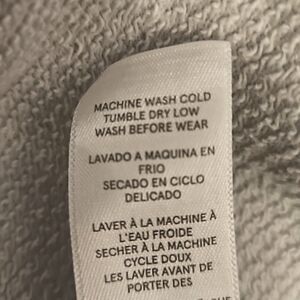 MACHINE WASH COLD
TUMBLE DRY LOW
WASH BEFORE WEAR
LAVADO A MAQUINA EN
FRIO
SECADO EN CICLO
DELICADO
LAVER À LA MACHINE À
L'EAU FROIDE
SECHER À LA MACHINE
CYCLE DOUX
LES LAVER AVANT DE
PORTER DES